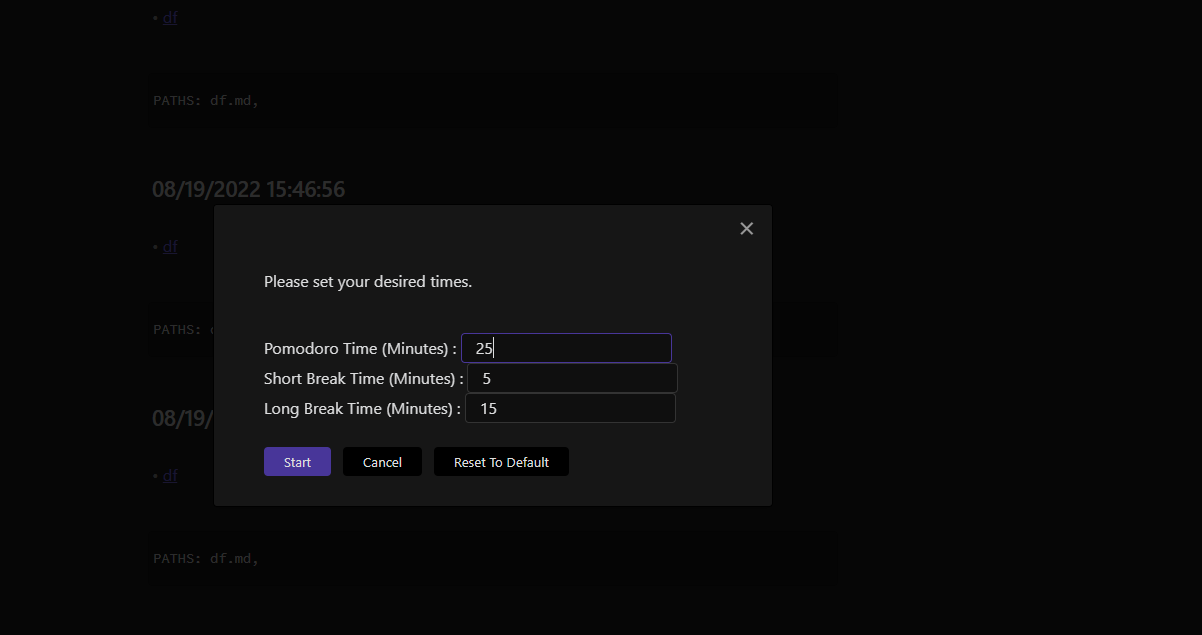 • df
PATHS: df.md,
08/19/2022 15:46:56
• df
PATHS:
Please set your desired times.
Pomodoro Time (Minutes) : 25
Short Break Time (Minutes) : 5
Long Break Time (Minutes) : 15
Start Cancel Reset To Default
08/19/
• df
PATHS: df.md,